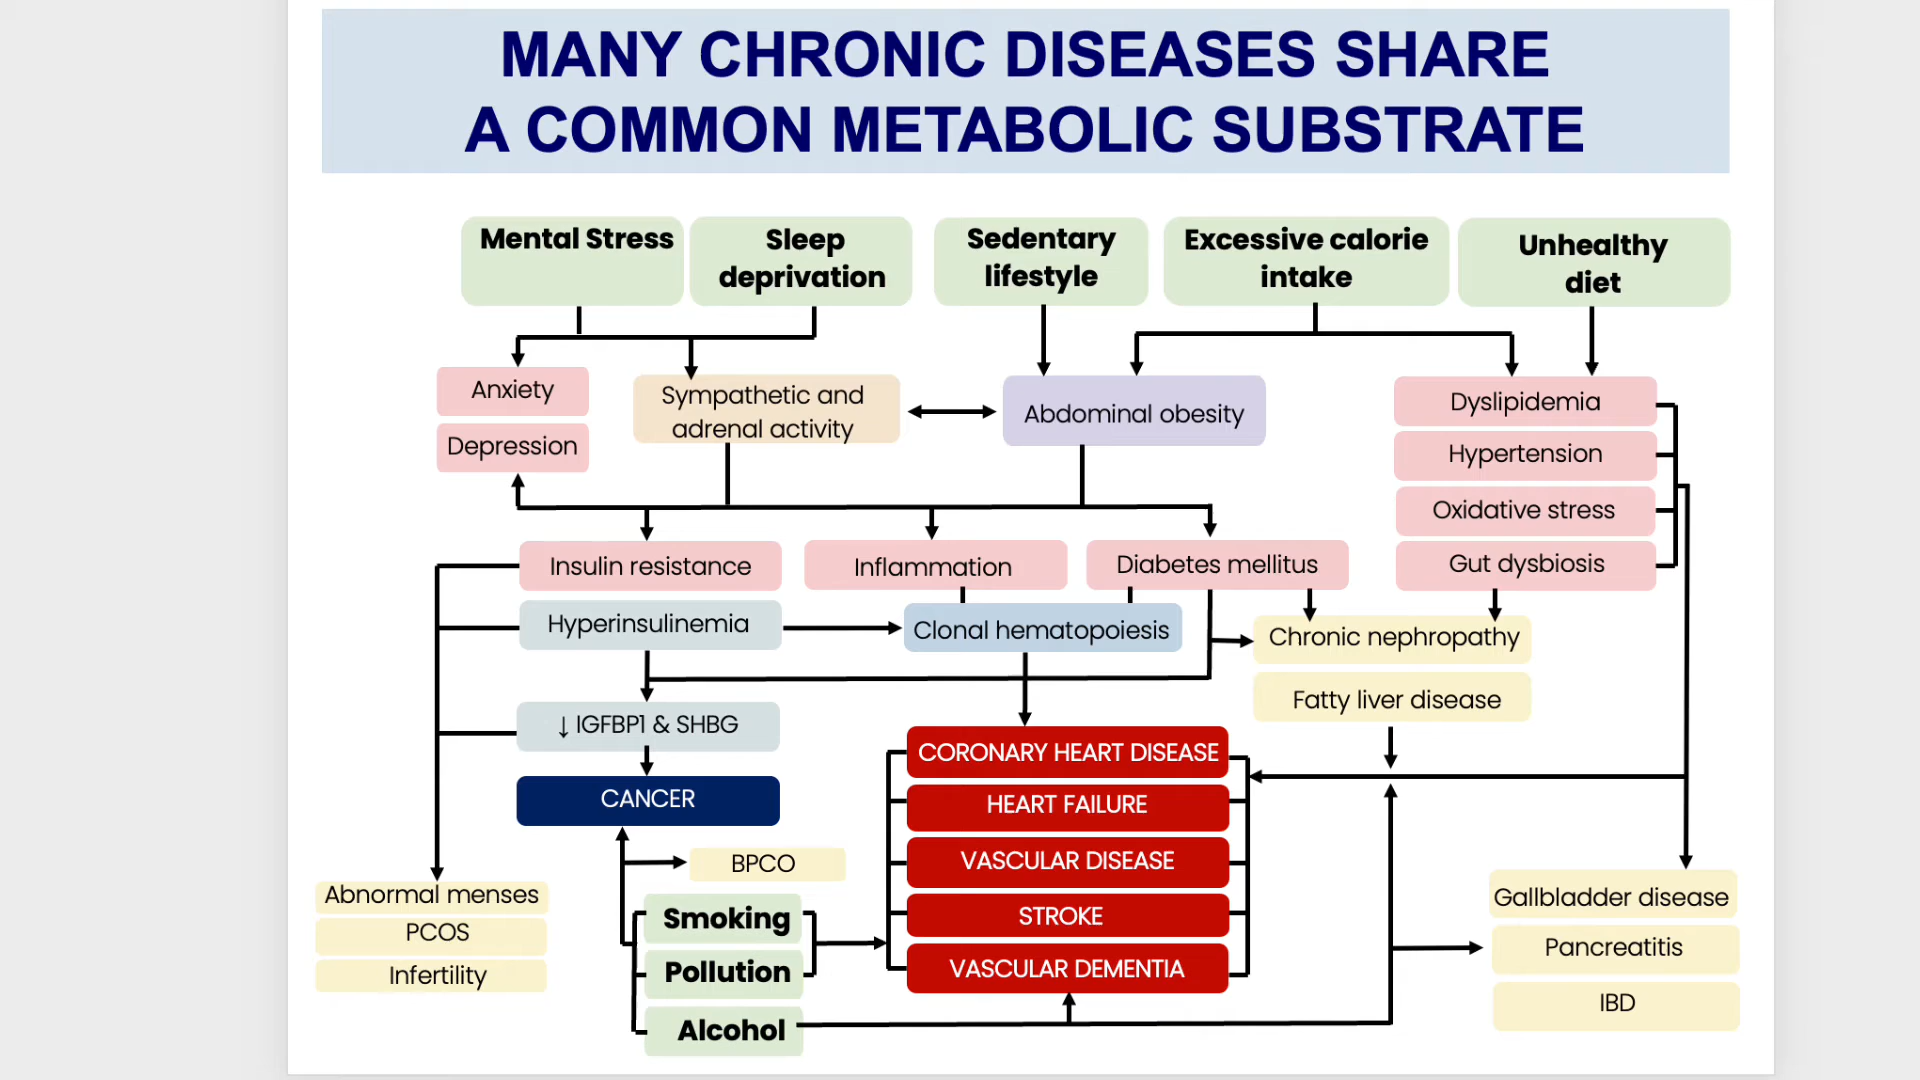 MANY CHRONIC DISEASES SHARE
A COMMON METABOLIC SUBSTRATE
Mental Stress
Sleep
deprivation
Sedentary
lifestyle
Excessive calorie
intake
Unhealthy
diet
Anxiety
Depression
Sympathetic and
adrenal activity
Abdominal obesity
Dyslipidemia
Hypertension
Oxidative stress
Gut dysbiosis
Insulin resistance
Inflammation
Diabetes mellitus
Hyperinsulinemia
Clonal hematopoiesis
Chronic nephropathy
Fatty liver disease
↓ IGFBP1 & SHBG
CANCER
CORONARY HEART DISEASE
HEART FAILURE
VASCULAR DISEASE
STROKE
VASCULAR DEMENTIA
BPCO
Smoking
Pollution
Alcohol
Abnormal menses
PCOS
Infertility
Gallbladder disease
Pancreatitis
IBD